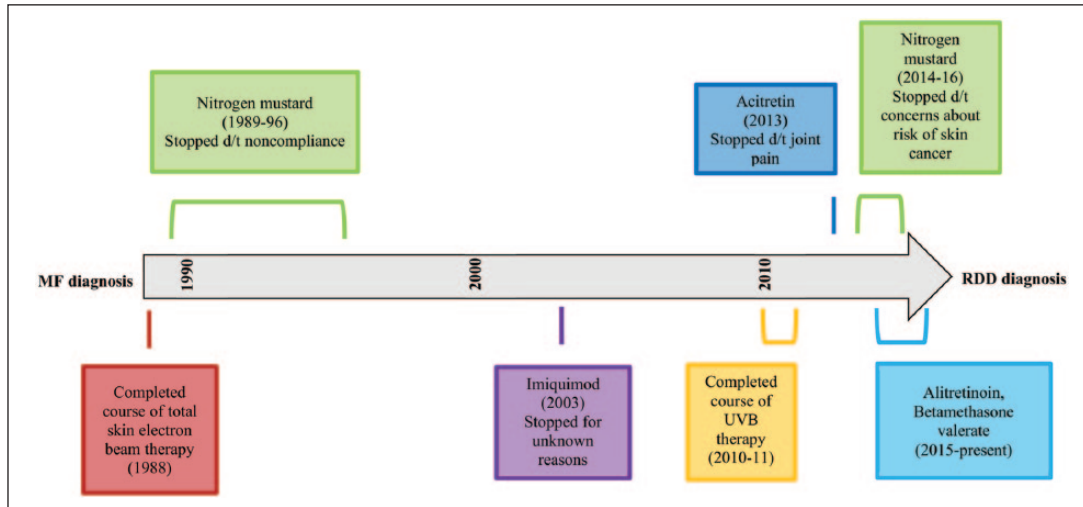 Nitrogen mustard
(1989-96)
Stopped d/t noncompliance
Acitretin
(2013)
Stopped d/t joint
pain
Nitrogen
mustard
(2014-16)
Stopped d/t
concerns about
risk of skin
cancer
MF diagnosis
1990
2000
2010
RDD diagnosis
Completed
course of total
skin electron
beam therapy
(1988)
Imiquimod
(2003)
Stopped for
unknown
reasons
Completed
course of
UVB
therapy
(2010-11)
Alitretinoin,
Betamethasone
valerate
(2015-present)